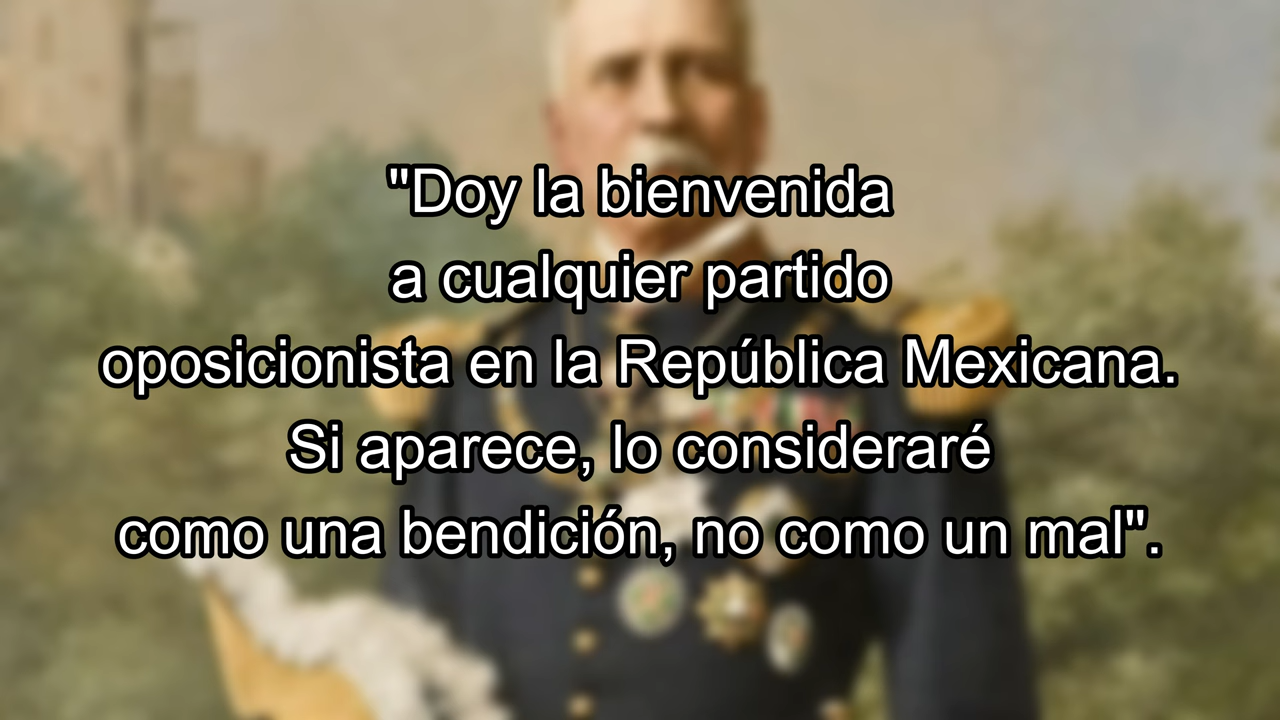 "Doy la bienvenida
a cualquier partido
oposicionista en la República Mexicana.
Si aparece, lo consideraré
como una bendición, no como un mal".